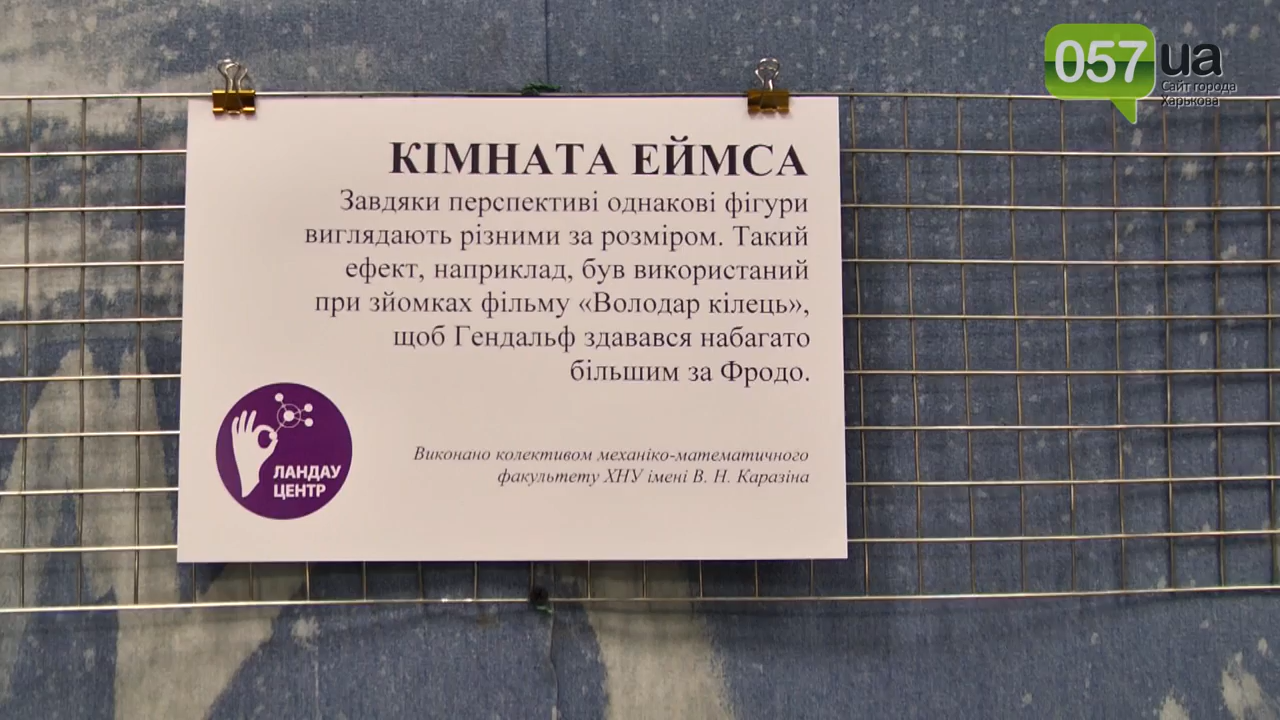 057 ua
Сайт города
Харькова
КІМНАТА ЕЙМСА
Завдяки перспективі однакові фігури
виглядають різними за розміром. Такий
ефект, наприклад, був використаний
при зйомках фільму «Володар кілець»,
щоб Гендальф здавався набагато
більшим за Фродо.
ЛАНДАУ
ЦЕНТР
Виконано колективом механіко-математичного
факультету ХНУ імені В. Н. Каразіна